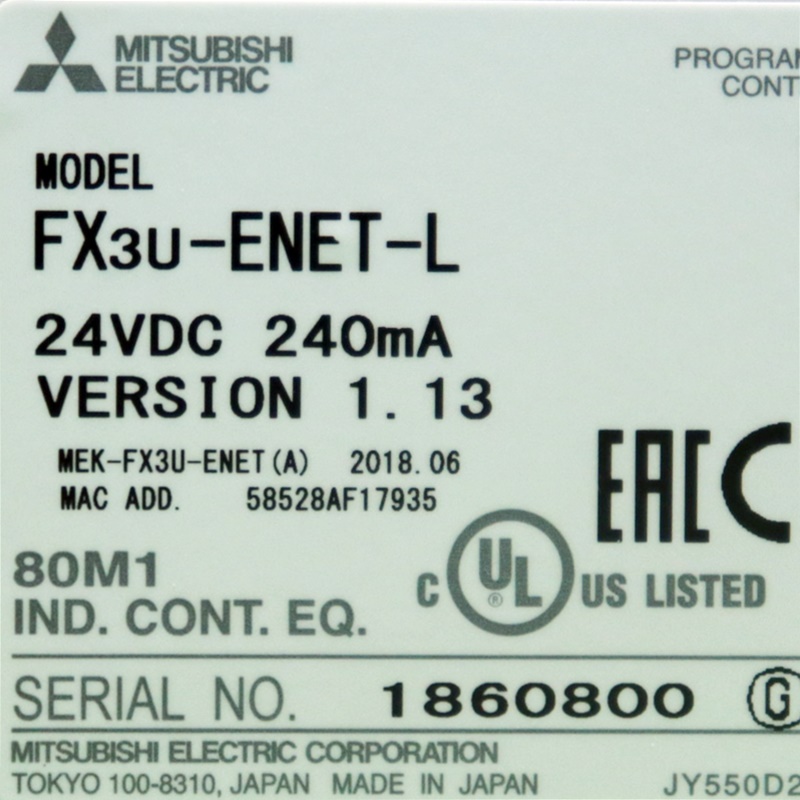 MITSUBISHI
ELECTRIC
PROGRAM
CONT
MODEL
FX3U-ENET-L
24VDC 240mA
VERSION 1.13
MEK-FX3U-ENET(A) 2018.06
MAC ADD. 58528AF17935
EAC C
80M1
IND. CONT. EQ.
C UL ® US LISTED
SERIAL NO. 1860800 G
MITSUBISHI ELECTRIC CORPORATION
TOKYO 100-8310, JAPAN MADE IN JAPAN JY550D2